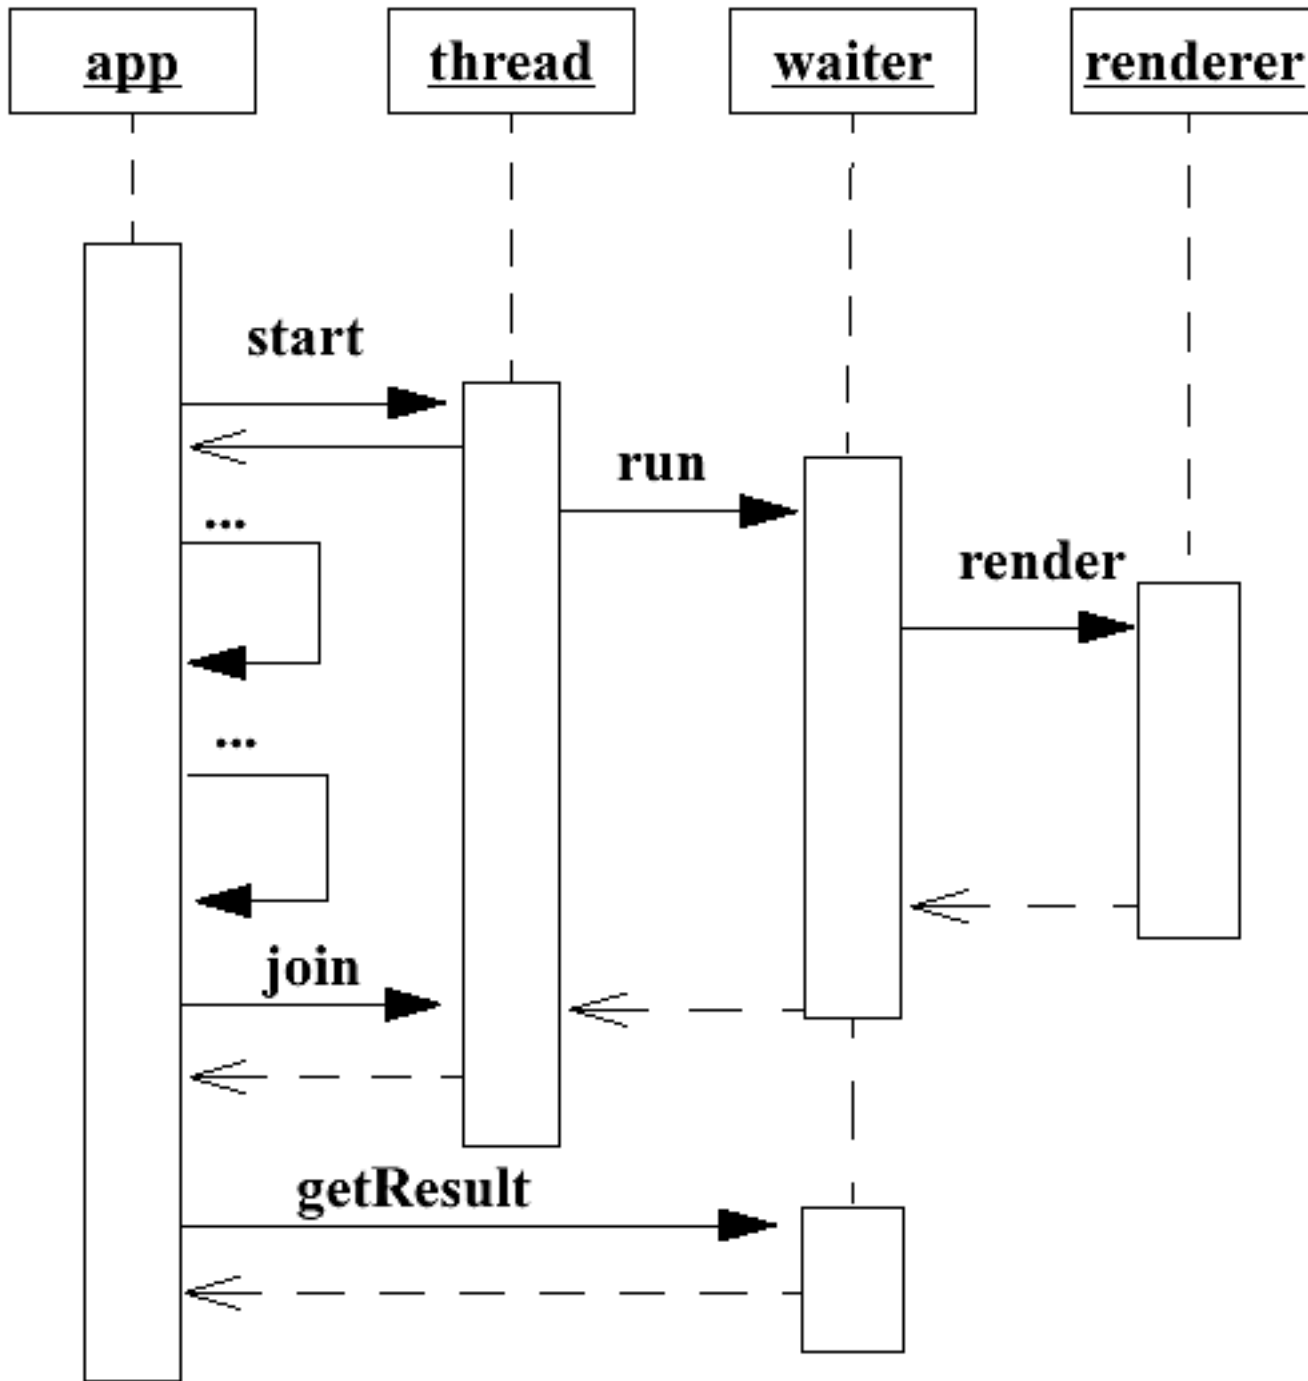 app thread waiter renderer
start
run
...
render
...
join
getResult